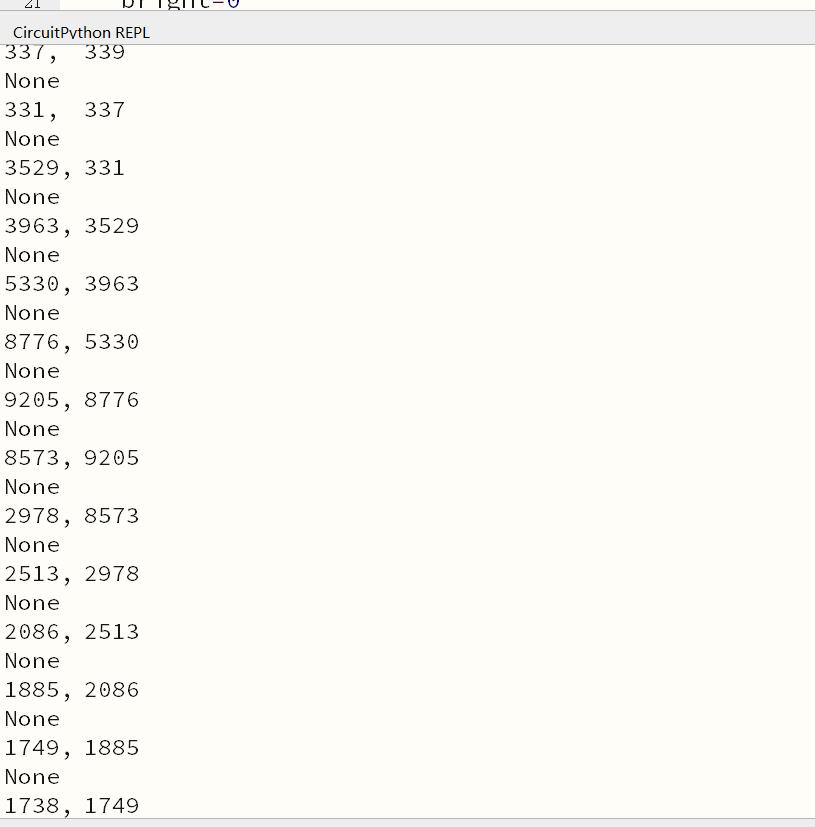 21 bright=0
CircuitPython REPL
337, 339
None
331, 337
None
3529, 331
None
3963, 3529
None
5330, 3963
None
8776, 5330
None
9205, 8776
None
8573, 9205
None
2978, 8573
None
2513, 2978
None
2086, 2513
None
1885, 2086
None
1749, 1885
None
1738, 1749